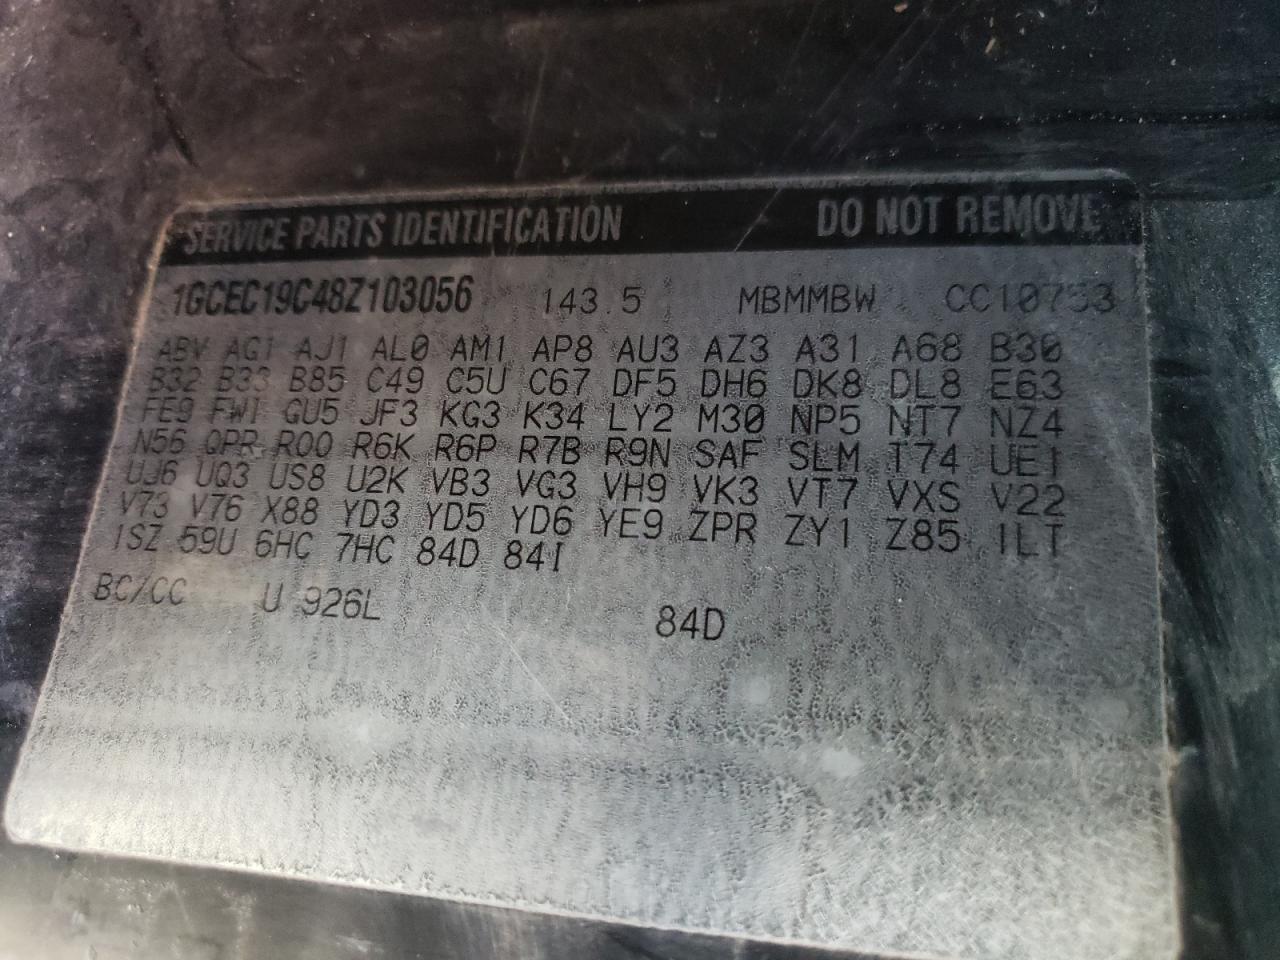 SERVICE PARTS IDENTIFICATION DO NOT REMOVE
1GCEC19C48Z103056 143.5 MBMMBW CC10753
ABV AG1 AJ1 AL0 AM1 AP8 AU3 AZ3 A31 A68 B30
B32 B33 B85 C49 C5U C67 DF5 DH6 DK8 DL8 E63
FE9 FW1 GU5 JF3 KG3 K34 LY2 M30 NP5 NT7 NZ4
N56 QPR R00 R6K R6P R7B R9N SAF SLM T74 UE1
UJ6 UQ3 US8 U2K VB3 VG3 VH9 VK3 VT7 VXS V22
V73 V76 X88 YD3 YD5 YD6 YE9 ZPR ZY1 Z85 1LT
1SZ 59U 6HC 7HC 84D 84I
BC/CC U 926L 84D